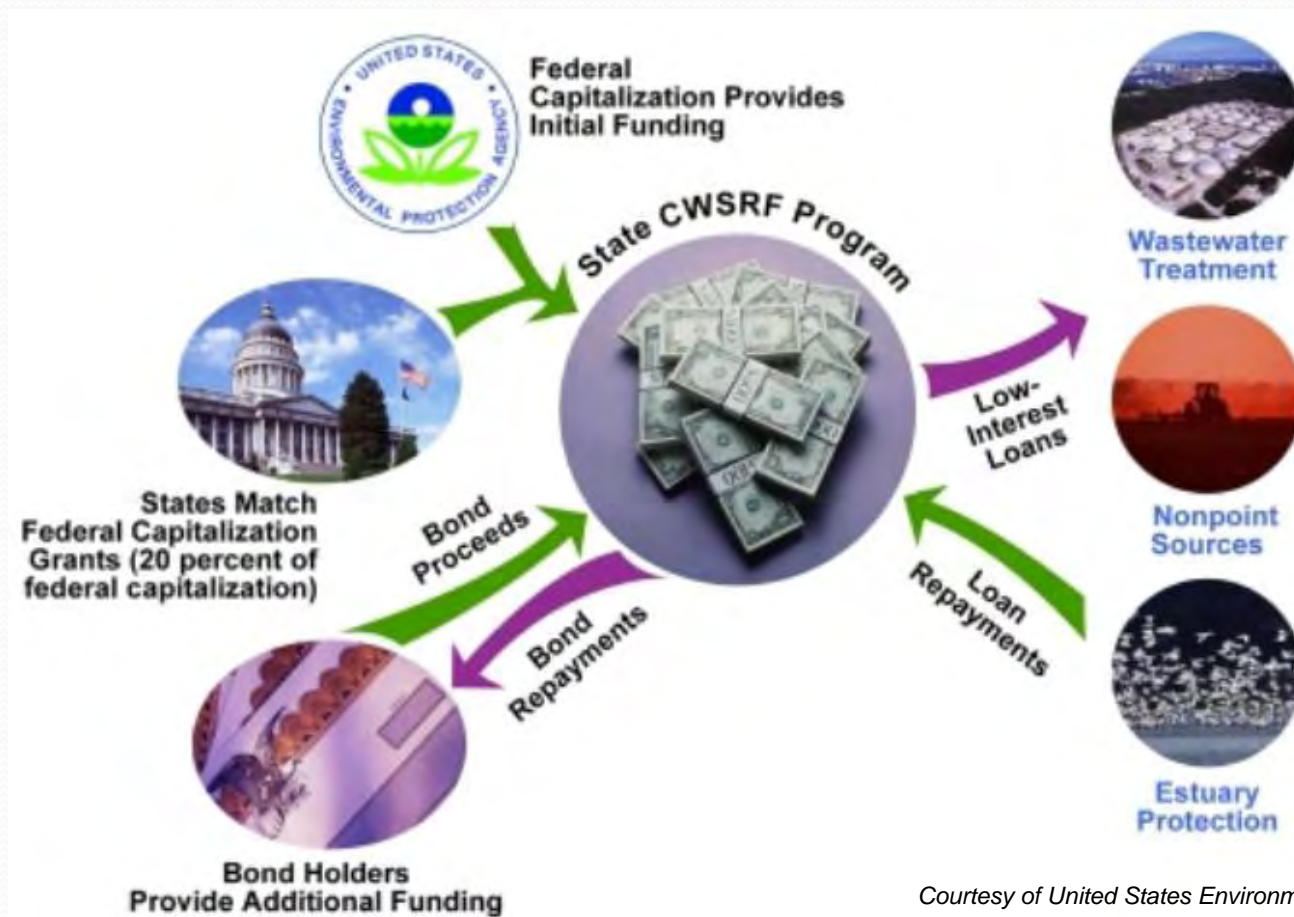 UNITED STATES
ENVIRONMENTAL PROTECTION AGENCY
Federal
Capitalization Provides
Initial Funding
State CWSRF Program
Wastewater
Treatment
Low-
Interest
Loans
States Match
Federal Capitalization
Grants (20 percent of
federal capitalization)
Bond
Proceeds
Nonpoint
Sources
Loan
Repayments
Bond
Repayments
Estuary
Protection
Bond Holders
Provide Additional Funding
Courtesy of United States Environm